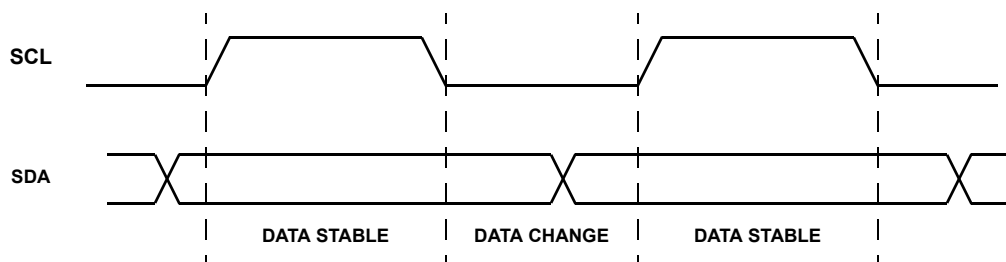 SCL
SDA
DATA STABLE
DATA CHANGE
DATA STABLE